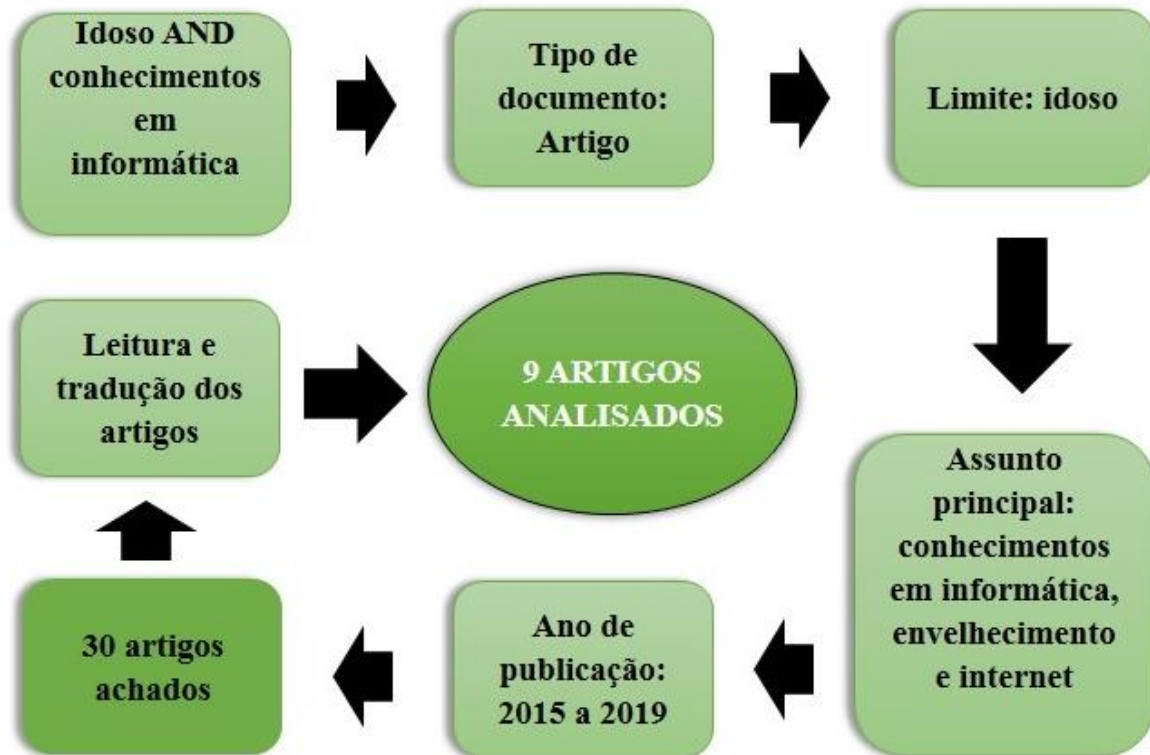 Idoso AND
conhecimentos
em
informática
Tipo de
documento:
Artigo
Limite: idoso
Assunto
principal:
conhecimentos
em informática,
envelhecimento
e internet
Ano de
publicação:
2015 a 2019
30 artigos
achados
Leitura e
tradução dos
artigos
9 ARTIGOS
ANALISADOS